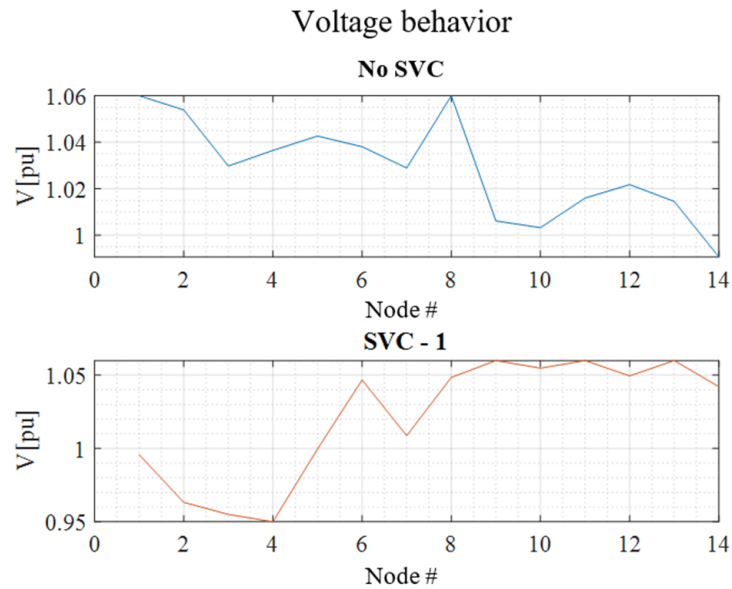 Voltage behavior
No SVC
1.06
1.04
1.02
1
V[pu]
0 2 4 6 8 10 12 14
Node #
SVC - 1
1.05
1
0.95
V[pu]
0 2 4 6 8 10 12 14
Node #